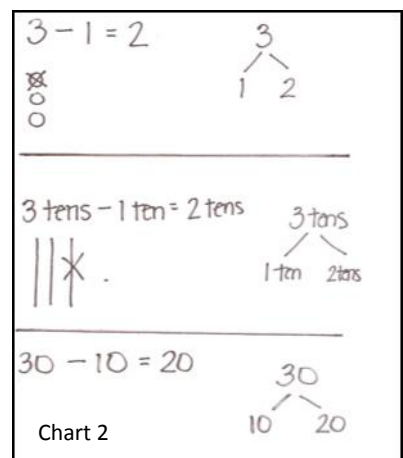 3 - 1 = 2
3
1 2
3 tens - 1 ten = 2 tens
3 tens
1 ten 2 tens
30 - 10 = 20
30
10 20
Chart 2